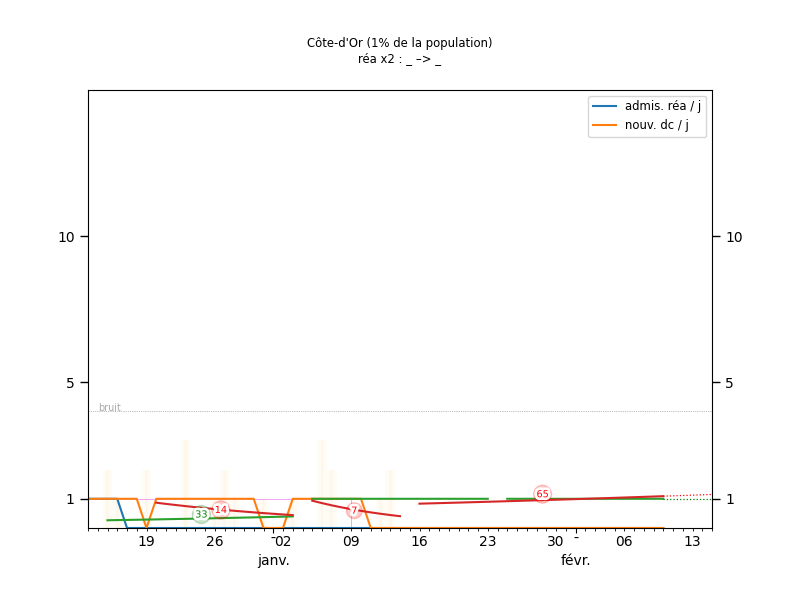 Côte-d'Or (1% de la population)
réa x2 : _ –> _
admis. réa / j
nouv. dc / j
10 10
5 5
bruit
65
1 1
33 14 7
19 26 02 09 16 23 30 06 13
janv. févr.